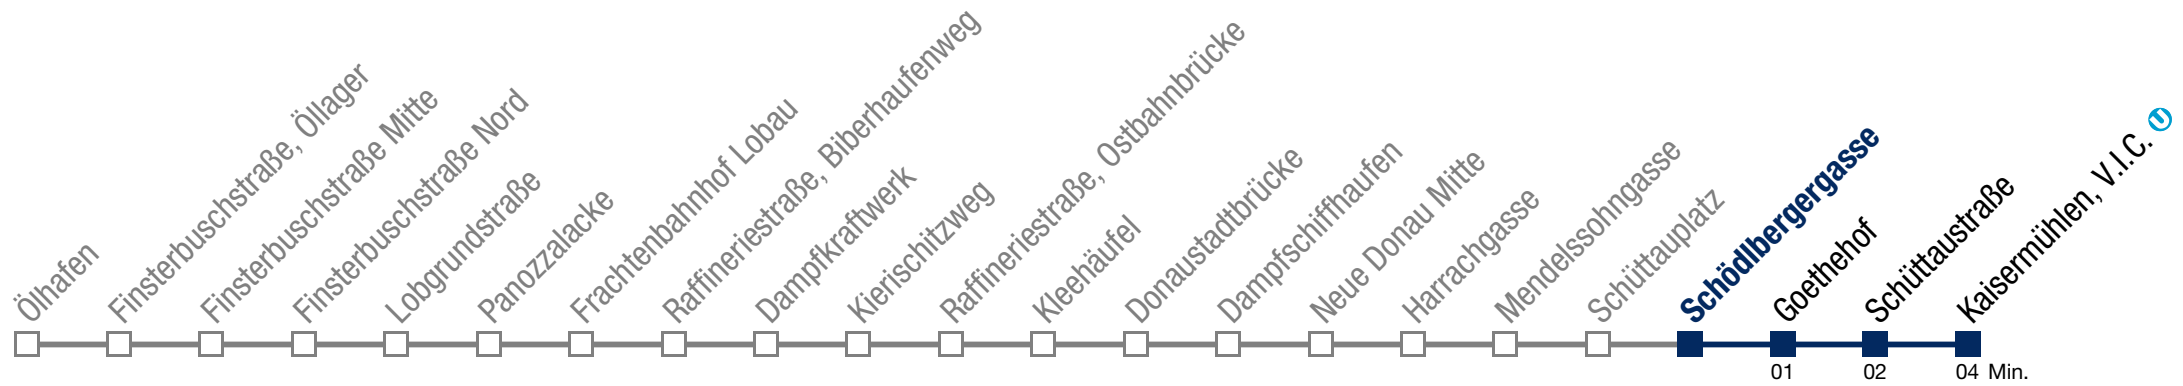 Ölhafen
Finsterbuschstraße, Öllager
Finsterbuschstraße Mitte
Finsterbuschstraße Nord
Lobgrundstraße
Panozzalacke
Frachtenbahnhof Lobau
Raffineriestraße, Biberhaufenweg
Dampfkraftwerk
Kierischitzweg
Raffineriestraße, Ostbahnbrücke
Kleehäufel
Donaustadtbrücke
Dampfschiffhaufen
Neue Donau Mitte
Harrachgasse
Mendelssohngasse
Schüttauplatz
Schödlbergergasse
Goethehof
Schüttaustraße
Kaisermühlen, V.I.C. U
01 02 04 Min.